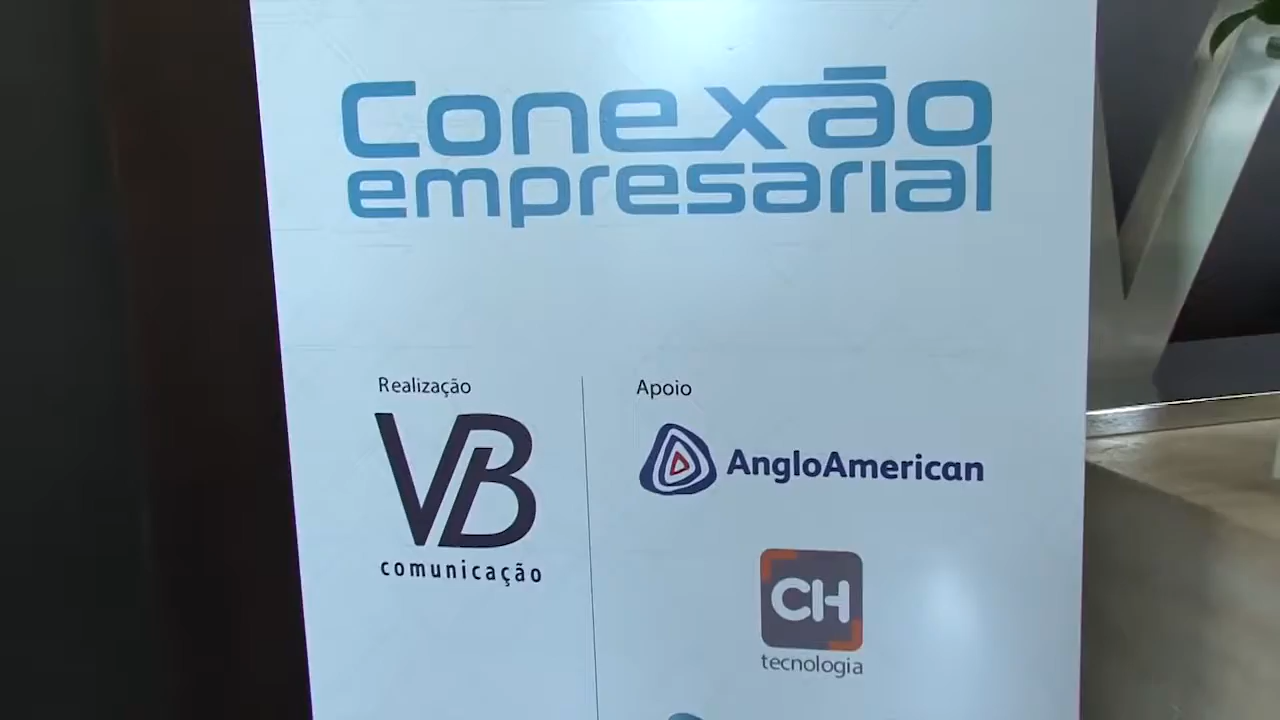 Conexão
empresarial
Realização
VB
comunicação
Apoio
AngloAmerican
CH
tecnologia